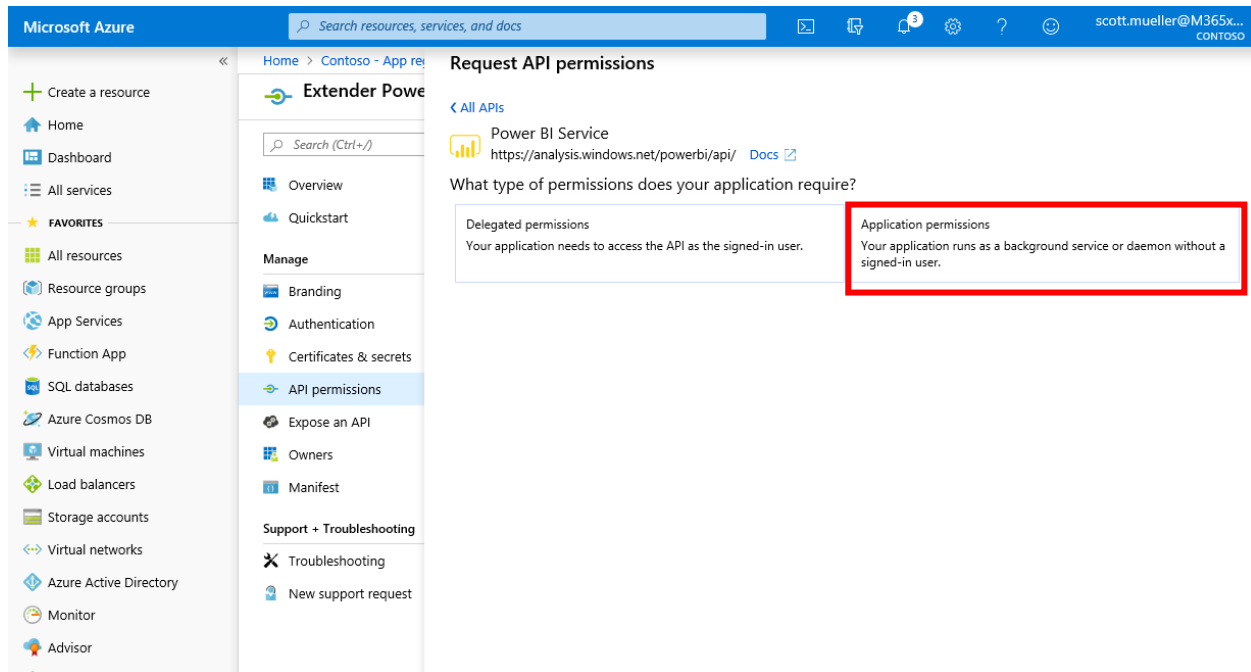 Microsoft Azure
Search resources, services, and docs
3
scott.mueller@M365x...
CONTOSO
«
Create a resource
Home
Dashboard
All services
FAVORITES
All resources
Resource groups
App Services
Function App
SQL databases
Azure Cosmos DB
Virtual machines
Load balancers
Storage accounts
Virtual networks
Azure Active Directory
Monitor
Advisor
Home > Contoso - App reg
Extender Powe
Search (Ctrl+/)
Overview
Quickstart
Manage
Branding
Authentication
Certificates & secrets
API permissions
Expose an API
Owners
Manifest
Support + Troubleshooting
Troubleshooting
New support request
Request API permissions
All APIs
Power BI Service
https://analysis.windows.net/powerbi/api/ Docs
What type of permissions does your application require?
Delegated permissions
Your application needs to access the API as the signed-in user.
Application permissions
Your application runs as a background service or daemon without a
signed-in user.